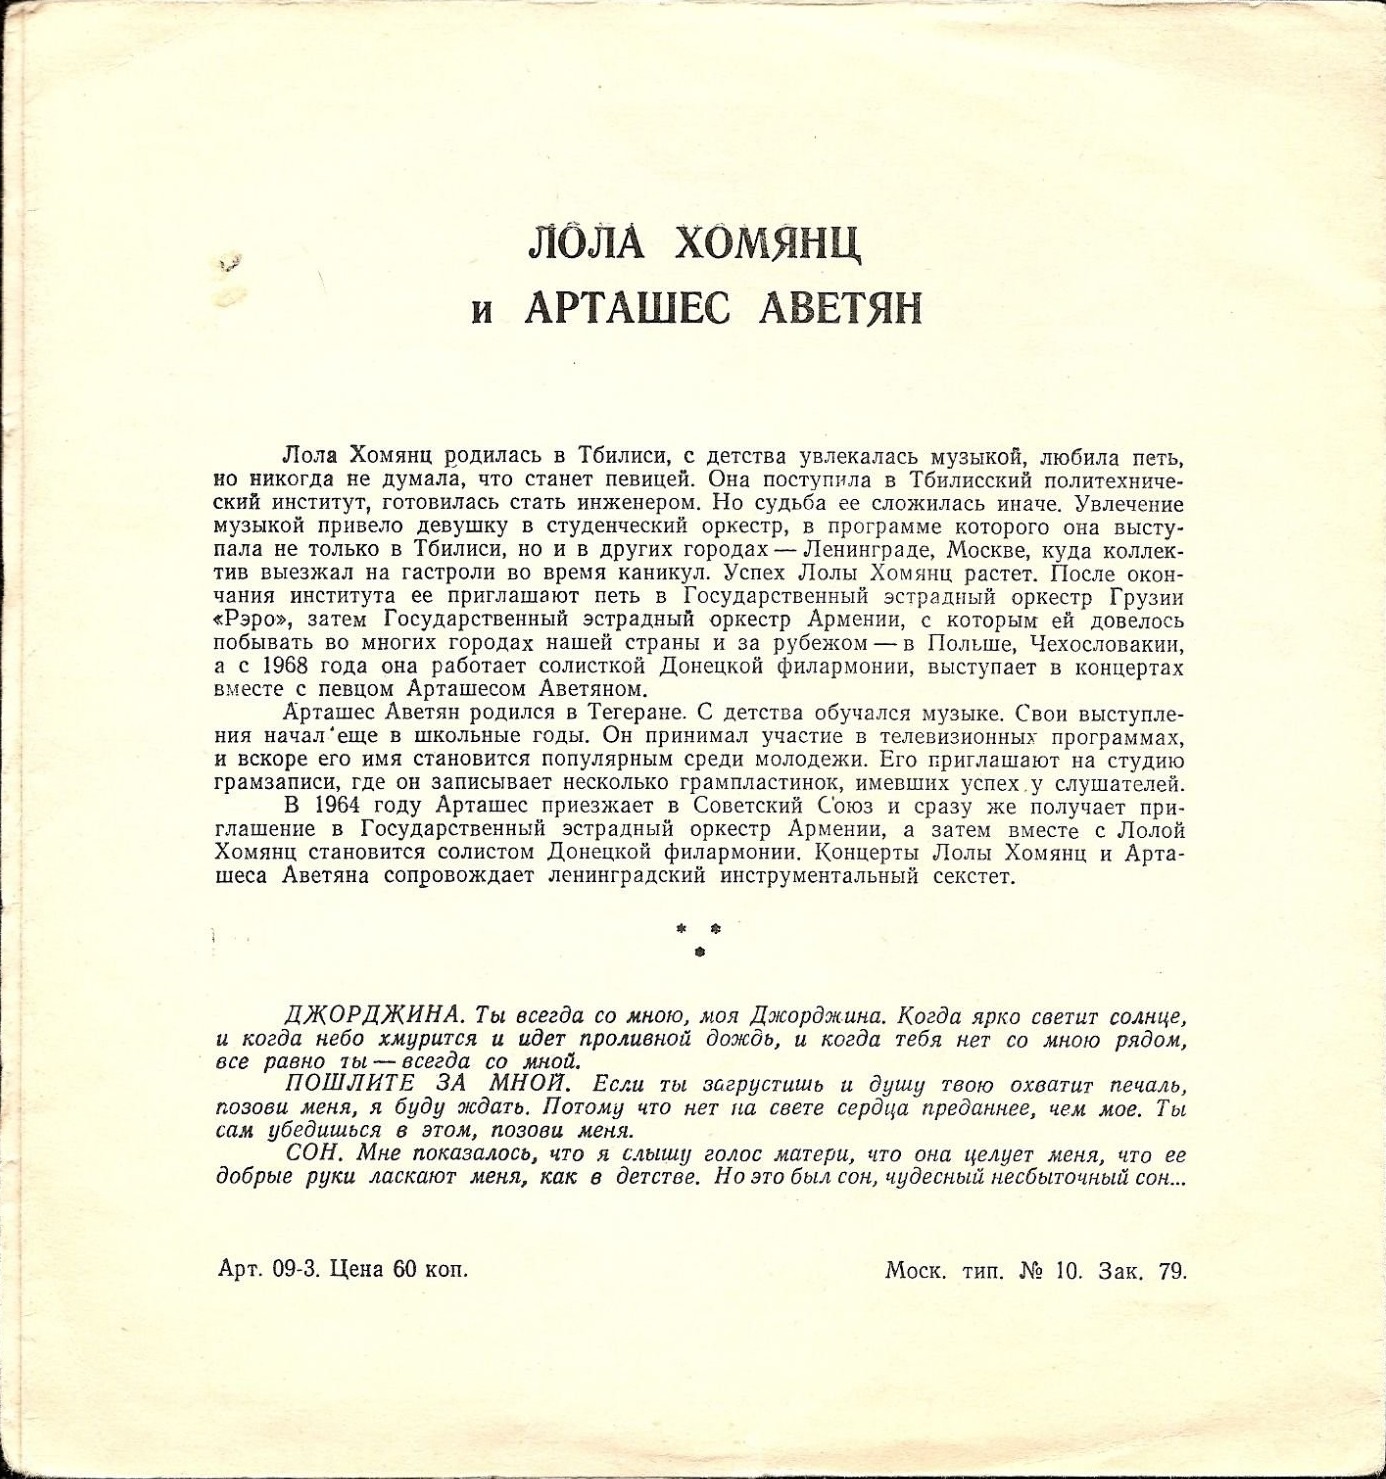 ЛОЛА ХОМЯНЦ
и АРТАШЕС АВЕТЯН
Лола Хомянц родилась в Тбилиси, с детства увлекалась музыкой, любила петь,
но никогда не думала, что станет певицей. Она поступила в Тбилисский политехниче-
ский институт, готовилась стать инженером. Но судьба ее сложилась иначе. Увлечение
музыкой привело девушку в студенческий оркестр, в программе которого она высту-
пала не только в Тбилиси, но и в других городах — Ленинграде, Москве, куда коллек-
тив выезжал на гастроли во время каникул. Успех Лолы Хомянц растет. После окон-
чания института ее приглашают петь в Государственный эстрадный оркестр Грузии
«Рэро», затем Государственный эстрадный оркестр Армении, с которым ей довелось
побывать во многих городах нашей страны и за рубежом — в Польше, Чехословакии,
а с 1968 года она работает солисткой Донецкой филармонии, выступает в концертах
вместе с певцом Арташесом Аветяном.
Арташес Аветян родился в Тегеране. С детства обучался музыке. Свои выступле-
ния начал еще в школьные годы. Он принимал участие в телевизионных программах,
и вскоре его имя становится популярным среди молодежи. Его приглашают на студию
грамзаписи, где он записывает несколько грампластинок, имевших успех у слушателей.
В 1964 году Арташес приезжает в Советский Союз и сразу же получает при-
глашение в Государственный эстрадный оркестр Армении, а затем вместе с Лолой
Хомянц становится солистом Донецкой филармонии. Концерты Лолы Хомянц и Арта-
шеса Аветяна сопровождает ленинградский инструментальный секстет.
* *
*
ДЖОРДЖИНА. Ты всегда со мною, моя Джорджина. Когда ярко светит солнце,
и когда небо хмурится и идет проливной дождь, и когда тебя нет со мною рядом,
все равно ты — всегда со мной.
ПОШЛИТЕ ЗА МНОЙ. Если ты загрустишь и душу твою охватит печаль,
позови меня, я буду ждать. Потому что нет на свете сердца преданнее, чем мое. Ты
сам убедишься в этом, позови меня.
СОН. Мне показалось, что я слышу голос матери, что она целует меня, что ее
добрые руки ласкают меня, как в детстве. Но это был сон, чудесный несбыточный сон...
Арт. 09-3. Цена 60 коп.
Моск. тип. № 10. Зак. 79.